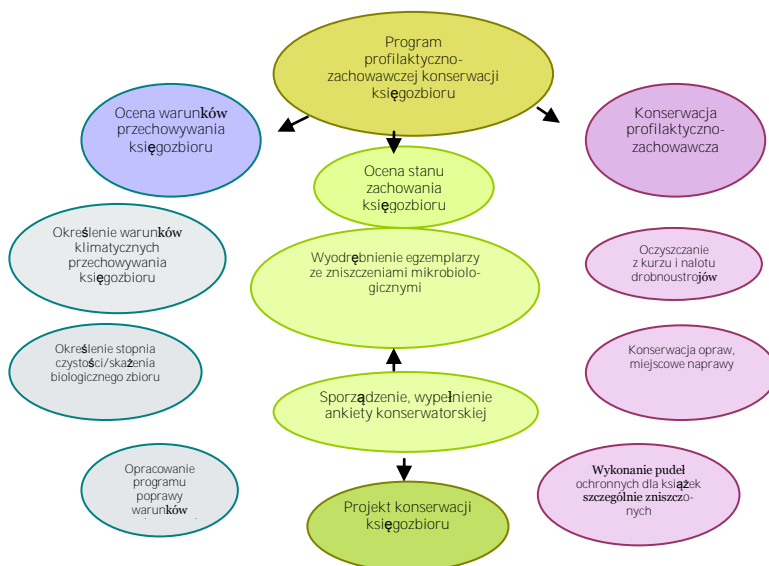 Program
profilaktyczno-
zachowawczej konserwacji
księgozbioru
Ocena warunków
przechowywania
księgozbioru
Konserwacja
profilaktyczno-
zachowawcza
Ocena stanu
zachowania
księgozbioru
Określenie warunków
klimatycznych
przechowywania
księgozbioru
Wyodrębnienie egzemplarzy
ze zniszczeniami mikrobiolo-
gicznymi
Oczyszczanie
z kurzu i nalotu
drobnoustrojów
Określenie stopnia
czystości/skażenia
biologicznego zbioru
Konserwacja opraw,
miejscowe naprawy
Sporządzenie, wypełnienie
ankiety konserwatorskiej
Opracowanie
programu
poprawy
warunków
Wykonanie pudeł
ochronnych dla książek
szczególnie zniszczo-
nych
Projekt konserwacji
księgozbioru